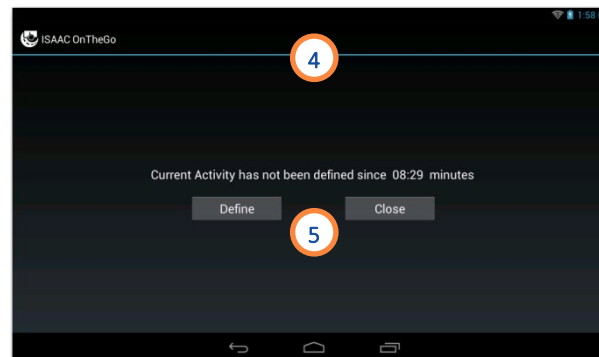 1:58
ISAAC OnTheGo
4
Current Activity has not been defined since 08:29 minutes
Define
Close
5